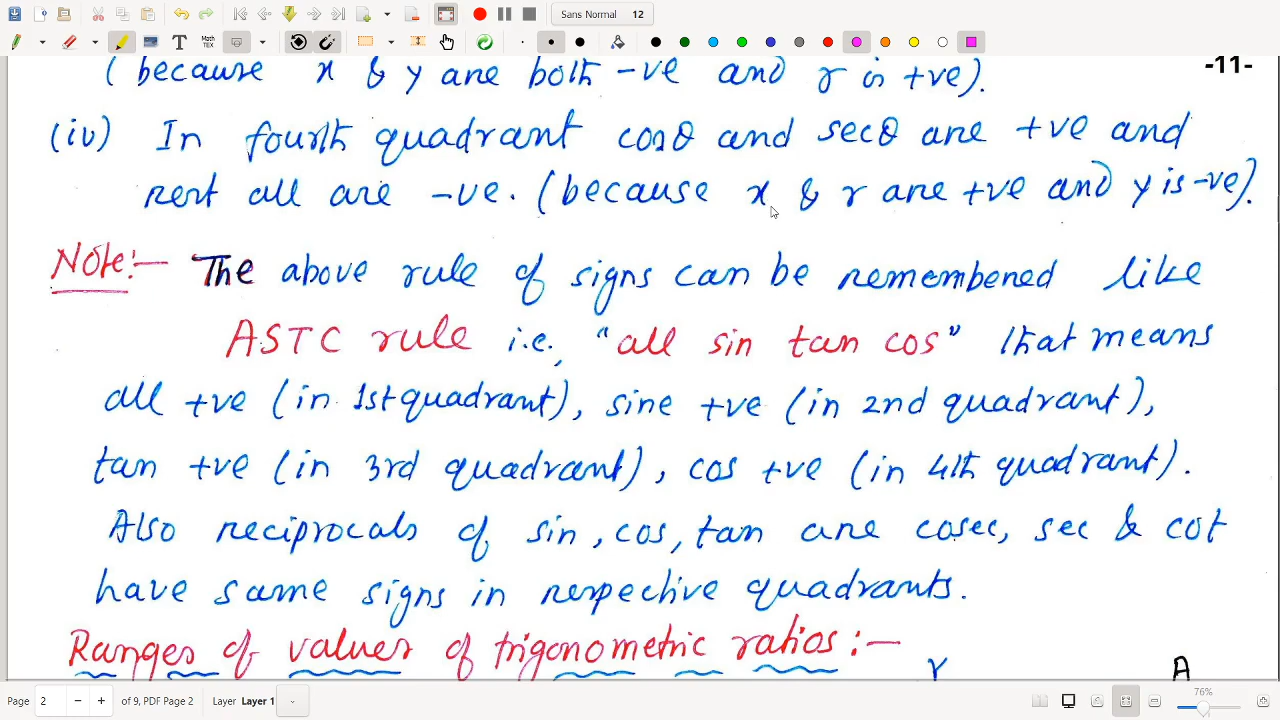 Sans Normal 12
T MATH TEX
(because x & y are both -ve and r is +ve).
-11-
(iv) In fourth quadrant cosθ and secθ are +ve and
rest all are -ve. (because x & r are +ve and y is -ve).
Note:- The above rule of signs can be remembered like
ASTC rule i.e., "all sin tan cos" that means
all +ve (in 1st quadrant), sine +ve (in 2nd quadrant),
tan +ve (in 3rd quadrant), cos +ve (in 4th quadrant).
Also reciprocals of sin, cos, tan are cosec, sec & cot
have same signs in respective quadrants.
Ranges of values of trigonometric ratios:-
Y A
Page 2 of 9, PDF Page 2 Layer Layer 1 76%